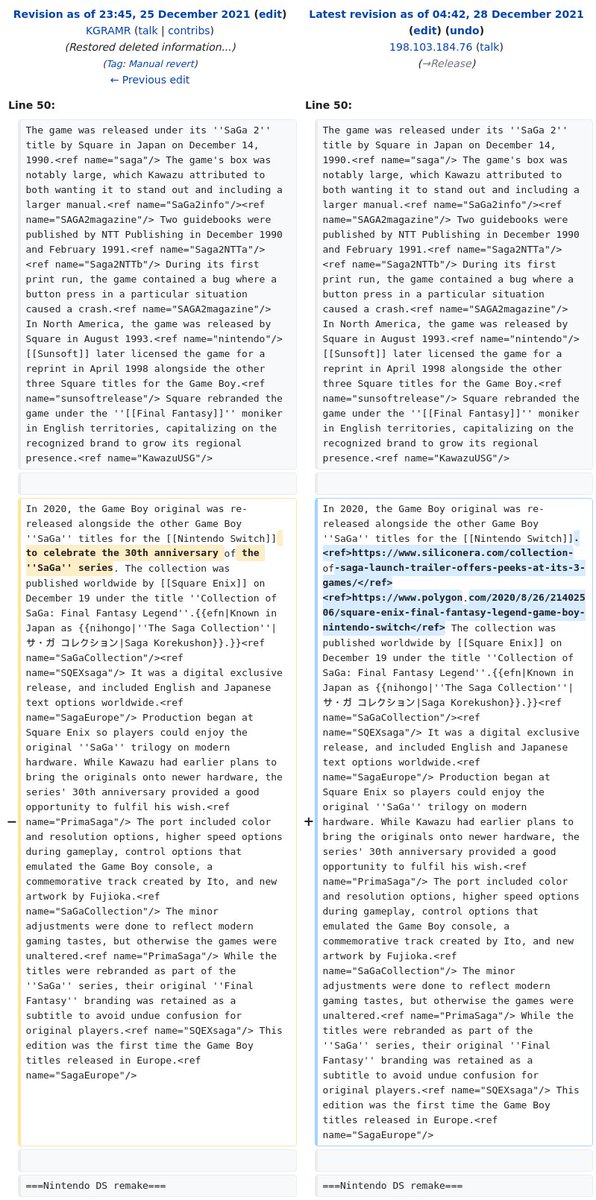 Revision as of 23:45, 25 December 2021 (edit)
KGRAMR (talk | contribs)
(Restored deleted information...)
(Tag: Manual revert)
← Previous edit
Latest revision as of 04:42, 28 December 2021
(edit) (undo)
198.103.184.76 (talk)
(→Release)
Line 50:
The game was released under its ''SaGa 2''
title by Square in Japan on December 14,
1990.<ref name="saga"/> The game's box was
notably large, which Kawazu attributed to
both wanting it to stand out and including a
larger manual.<ref name="SaGa2info"/><ref
name="SAGA2magazine"/> Two guidebooks were
published by NTT Publishing in December 1990
and February 1991.<ref name="Saga2NTTa"/>
<ref name="Saga2NTTb"/> During its first
print run, the game contained a bug where a
button press in a particular situation
caused a crash.<ref name="SAGA2magazine"/>
In North America, the game was released by
Square in August 1993.<ref name="nintendo"/>
[[Sunsoft]] later licensed the game for a
reprint in April 1998 alongside the other
three Square titles for the Game Boy.<ref
name="sunsoftrelease"/> Square rebranded the
game under the ''[[Final Fantasy]]'' moniker
in English territories, capitalizing on the
recognized brand to grow its regional
presence.<ref name="KawazuUSG"/>
− In 2020, the Game Boy original was re-
released alongside the other Game Boy
''SaGa'' titles for the [[Nintendo Switch]]
to celebrate the 30th anniversary of the
''SaGa'' series. The collection was
published worldwide by [[Square Enix]] on
December 19 under the title ''Collection of
SaGa: Final Fantasy Legend''.{{efn|Known in
Japan as {{nihongo|''The Saga Collection''|
サ・ガ コレクション|Saga Korekushon}}.}}<ref
name="SaGaCollection"/><ref
name="SQEXsaga"/> It was a digital exclusive
release, and included English and Japanese
text options worldwide.<ref
name="SagaEurope"/> Production began at
Square Enix so players could enjoy the
original ''SaGa'' trilogy on modern
hardware. While Kawazu had earlier plans to
bring the originals onto newer hardware, the
series' 30th anniversary provided a good
opportunity to fulfil his wish.<ref
name="PrimaSaga"/> The port included color
and resolution options, higher speed options
during gameplay, control options that
emulated the Game Boy console, a
commemorative track created by Ito, and new
artwork by Fujioka.<ref
name="SaGaCollection"/> The minor
adjustments were done to reflect modern
gaming tastes, but otherwise the games were
unaltered.<ref name="PrimaSaga"/> While the
titles were rebranded as part of the
''SaGa'' series, their original ''Final
Fantasy'' branding was retained as a
subtitle to avoid undue confusion for
original players.<ref name="SQEXsaga"/> This
edition was the first time the Game Boy
titles released in Europe.<ref
name="SagaEurope"/>
===Nintendo DS remake===
Line 50:
The game was released under its ''SaGa 2''
title by Square in Japan on December 14,
1990.<ref name="saga"/> The game's box was
notably large, which Kawazu attributed to
both wanting it to stand out and including a
larger manual.<ref name="SaGa2info"/><ref
name="SAGA2magazine"/> Two guidebooks were
published by NTT Publishing in December 1990
and February 1991.<ref name="Saga2NTTa"/>
<ref name="Saga2NTTb"/> During its first
print run, the game contained a bug where a
button press in a particular situation
caused a crash.<ref name="SAGA2magazine"/>
In North America, the game was released by
Square in August 1993.<ref name="nintendo"/>
[[Sunsoft]] later licensed the game for a
reprint in April 1998 alongside the other
three Square titles for the Game Boy.<ref
name="sunsoftrelease"/> Square rebranded the
game under the ''[[Final Fantasy]]'' moniker
in English territories, capitalizing on the
recognized brand to grow its regional
presence.<ref name="KawazuUSG"/>
+ In 2020, the Game Boy original was re-
released alongside the other Game Boy
''SaGa'' titles for the [[Nintendo Switch]].
<ref>https://www.siliconera.com/collection-
of-saga-launch-trailer-offers-peeks-at-its-3-
games/</ref>
<ref>https://www.polygon.com/2020/8/26/214025
06/square-enix-final-fantasy-legend-game-boy-
nintendo-switch</ref> The collection was
published worldwide by [[Square Enix]] on
December 19 under the title ''Collection of
SaGa: Final Fantasy Legend''.{{efn|Known in
Japan as {{nihongo|''The Saga Collection''|
サ・ガ コレクション|Saga Korekushon}}.}}<ref
name="SaGaCollection"/><ref
name="SQEXsaga"/> It was a digital exclusive
release, and included English and Japanese
text options worldwide.<ref
name="SagaEurope"/> Production began at
Square Enix so players could enjoy the
original ''SaGa'' trilogy on modern
hardware. While Kawazu had earlier plans to
bring the originals onto newer hardware, the
series' 30th anniversary provided a good
opportunity to fulfil his wish.<ref
name="PrimaSaga"/> The port included color
and resolution options, higher speed options
during gameplay, control options that
emulated the Game Boy console, a
commemorative track created by Ito, and new
artwork by Fujioka.<ref
name="SaGaCollection"/> The minor
adjustments were done to reflect modern
gaming tastes, but otherwise the games were
unaltered.<ref name="PrimaSaga"/> While the
titles were rebranded as part of the
''SaGa'' series, their original ''Final
Fantasy'' branding was retained as a
subtitle to avoid undue confusion for
original players.<ref name="SQEXsaga"/> This
edition was the first time the Game Boy
titles released in Europe.<ref
name="SagaEurope"/>
===Nintendo DS remake===